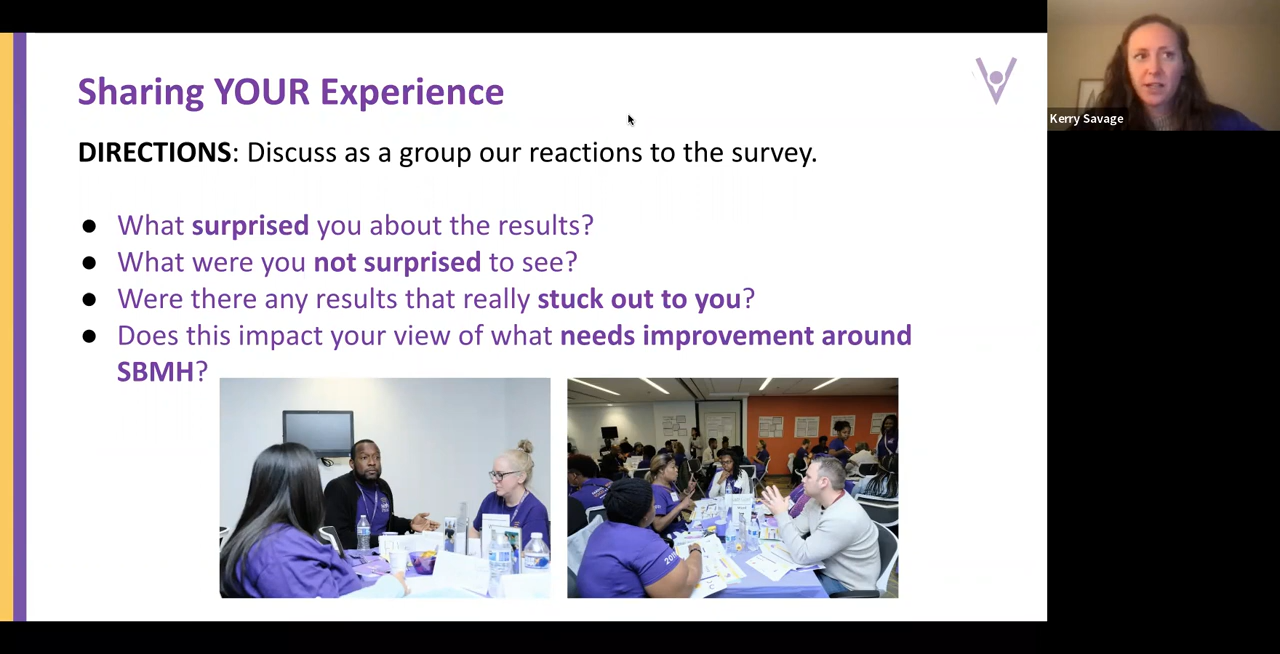 Sharing YOUR Experience
DIRECTIONS: Discuss as a group our reactions to the survey.
● What surprised you about the results?
● What were you not surprised to see?
● Were there any results that really stuck out to you?
● Does this impact your view of what needs improvement around
SBMH?
Kerry Savage